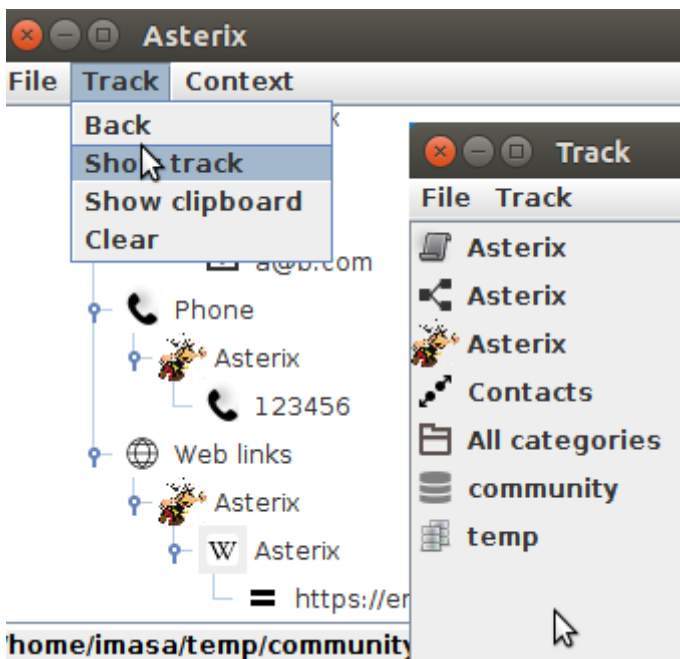 Asterix
File Track Context
Back
Show track
Show clipboard
Clear
a@b.com
Phone
Asterix
123456
Web links
Asterix
W Asterix
https://er
/home/imasa/temp/community
Track
File Track
Asterix
Asterix
Asterix
Contacts
All categories
community
temp